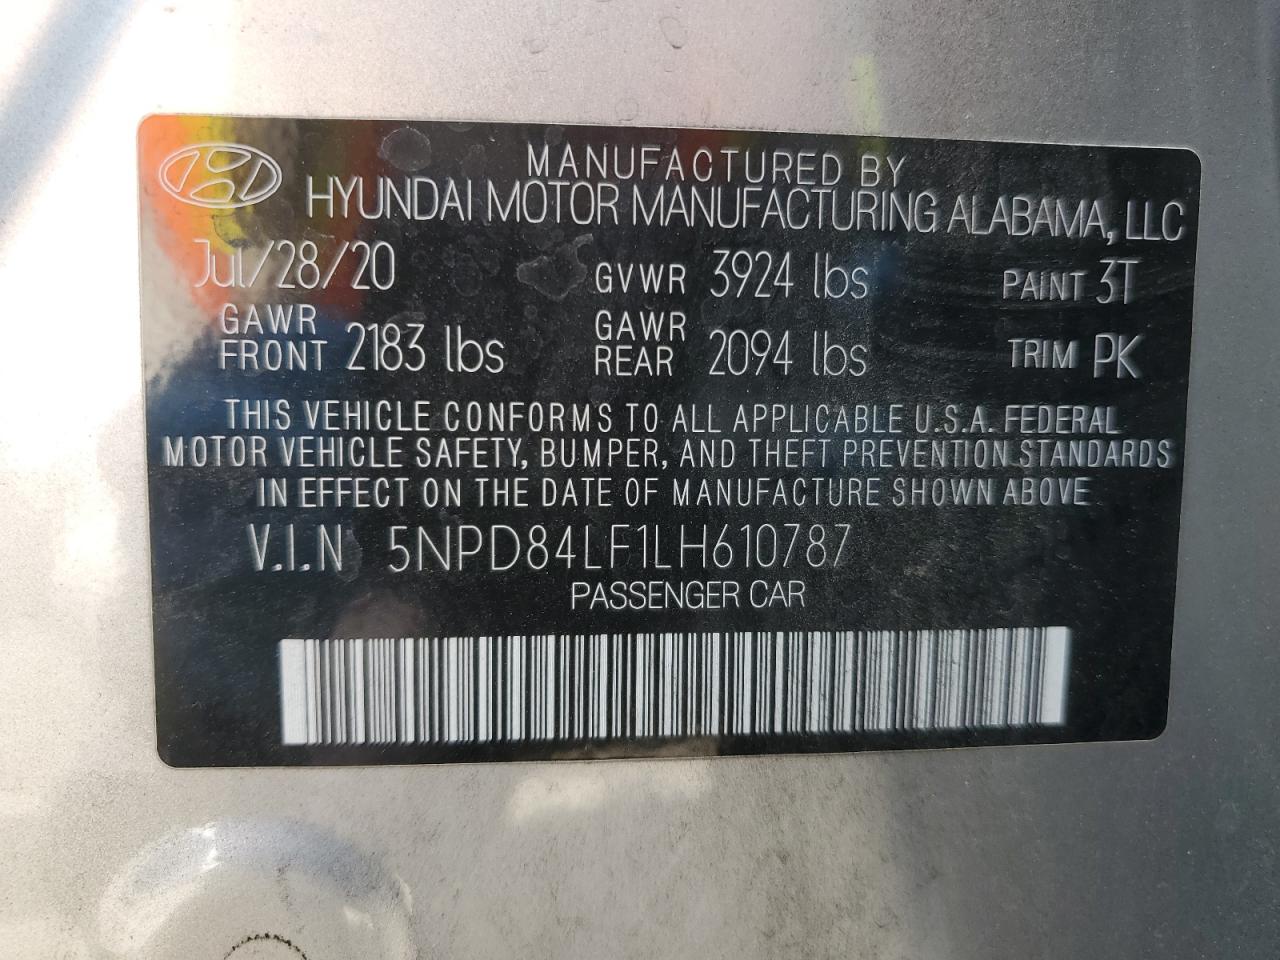 MANUFACTURED BY
HYUNDAI MOTOR MANUFACTURING ALABAMA, LLC
Jul/28/20 GVWR 3924 lbs PAINT 3T
GAWR FRONT 2183 lbs GAWR REAR 2094 lbs TRIM PK
THIS VEHICLE CONFORMS TO ALL APPLICABLE U.S.A. FEDERAL
MOTOR VEHICLE SAFETY, BUMPER, AND THEFT PREVENTION STANDARDS
IN EFFECT ON THE DATE OF MANUFACTURE SHOWN ABOVE
V.I.N 5NPD84LF1LH610787
PASSENGER CAR